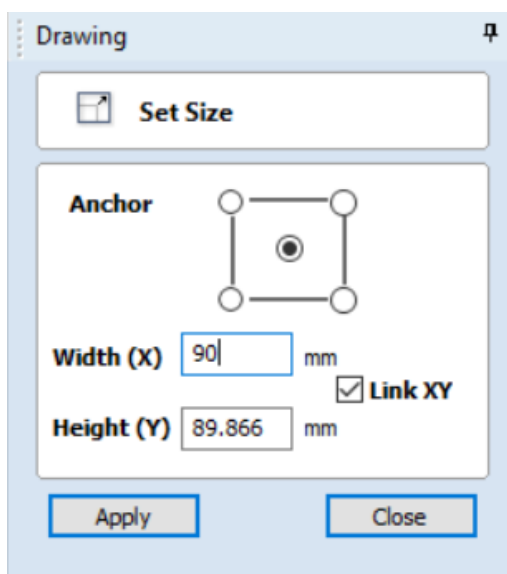 Drawing
Set Size
Anchor
Width (X) 90 mm
Link XY
Height (Y) 89.866 mm
Apply Close